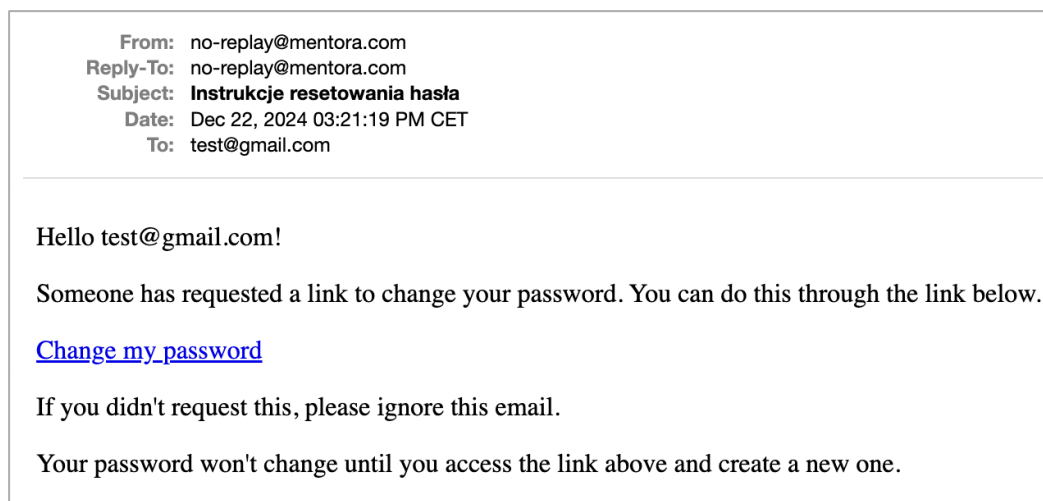 From: no-replay@mentora.com
Reply-To: no-replay@mentora.com
Subject: Instrukcje resetowania hasła
Date: Dec 22, 2024 03:21:19 PM CET
To: test@gmail.com
Hello test@gmail.com!
Someone has requested a link to change your password. You can do this through the link below.
Change my password
If you didn't request this, please ignore this email.
Your password won't change until you access the link above and create a new one.